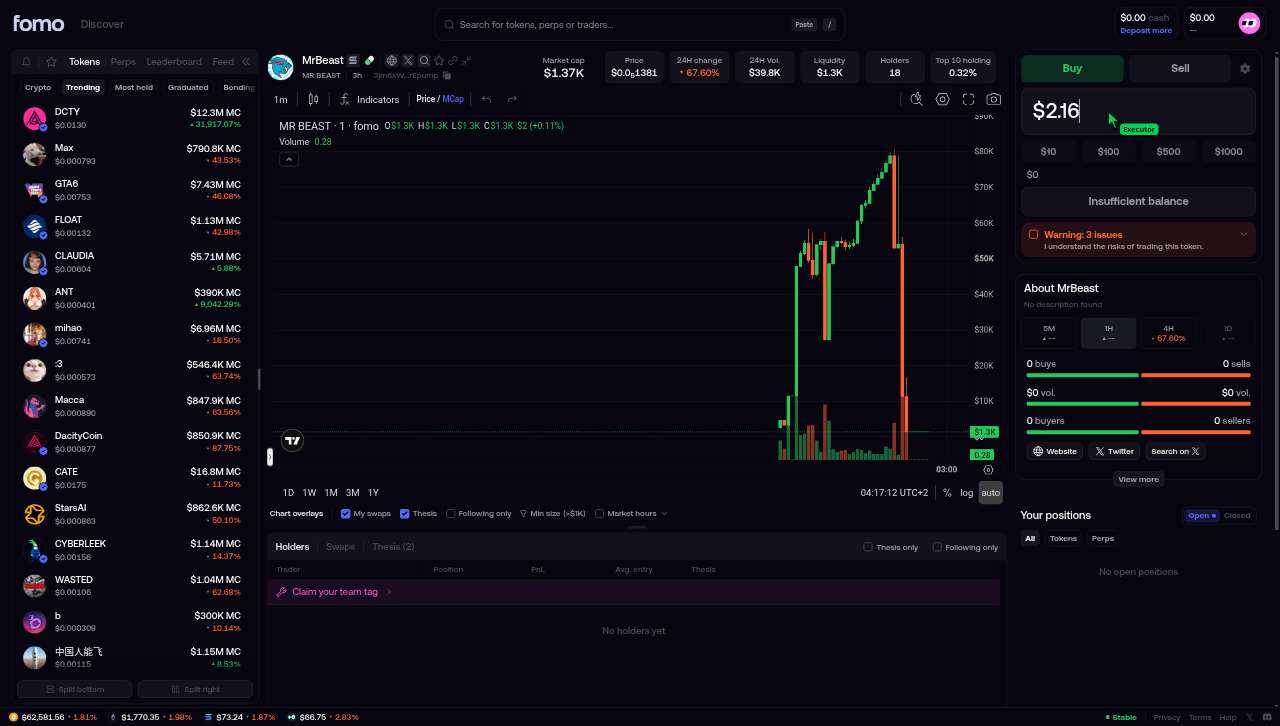 fomo Discover Search for tokens, perps or traders... Paste / $0.00 cash Deposit more $0.00 —
Tokens Perps Leaderboard Feed
Crypto Trending Most held Graduated Bonding
DCTY $12.3M MC
$0.0130 31,917.07%
Max $790.8K MC
$0.000793 43.53%
GTA6 $7.43M MC
$0.00753 46.08%
FLOAT $1.13M MC
$0.00132 42.98%
CLAUDIA $5.71M MC
$0.00604 5.88%
ANT $390K MC
$0.000401 9,042.29%
mihao $6.96M MC
$0.00741 16.50%
:3 $546.4K MC
$0.000573 63.74%
Macca $847.9K MC
$0.000890 63.56%
DacityCoin $850.9K MC
$0.000877 87.75%
CATE $16.8M MC
$0.0175 11.73%
StarsAI $862.6K MC
$0.000863 50.10%
CYBERLEEK $1.14M MC
$0.00156 14.37%
WASTED $1.04M MC
$0.00106 62.68%
b $300K MC
$0.000309 10.14%
中国人能飞 $1.15M MC
$0.00115 8.53%
Split bottom Split right
MrBeast
MR BEAST 3h 3jm6xW...rEpump
Market cap
$1.37K
Price
$0.0₅1381
24H change
67.60%
24H Vol.
$39.8K
Liquidity
$1.3K
Holders
18
Top 10 holding
0.32%
1m Indicators Price / MCap
MR BEAST · 1 · fomo O$1.3K H$1.3K L$1.3K C$1.3K $2 (+0.11%)
Volume 0.28
$90K
$80K
$70K
$60K
$50K
$40K
$30K
$20K
$10K
$1.3K
0.28
03:00
1D 1W 1M 3M 1Y 04:17:12 UTC+2 % log auto
Chart overlays My swaps Thesis Following only Min size (>$1K) Market hours
Holders Swaps Thesis (2) Thesis only Following only
Trader Position PnL Avg. entry Thesis
Claim your team tag
No holders yet
Buy Sell
$2.16
Executor
$10 $100 $500 $1000
$0
Insufficient balance
Warning: 3 issues
I understand the risks of trading this token.
About MrBeast
No description found
5M 1H 4H 1D
-- -- 67.60% --
0 buys 0 sells
$0 vol. $0 vol.
0 buyers 0 sellers
Website Twitter Search on X
View more
Your positions Open Closed
All Tokens Perps
No open positions
$62,581.56 1.81% $1,770.35 1.98% $73.24 1.87% $66.75 2.83% Stable Privacy Terms Help